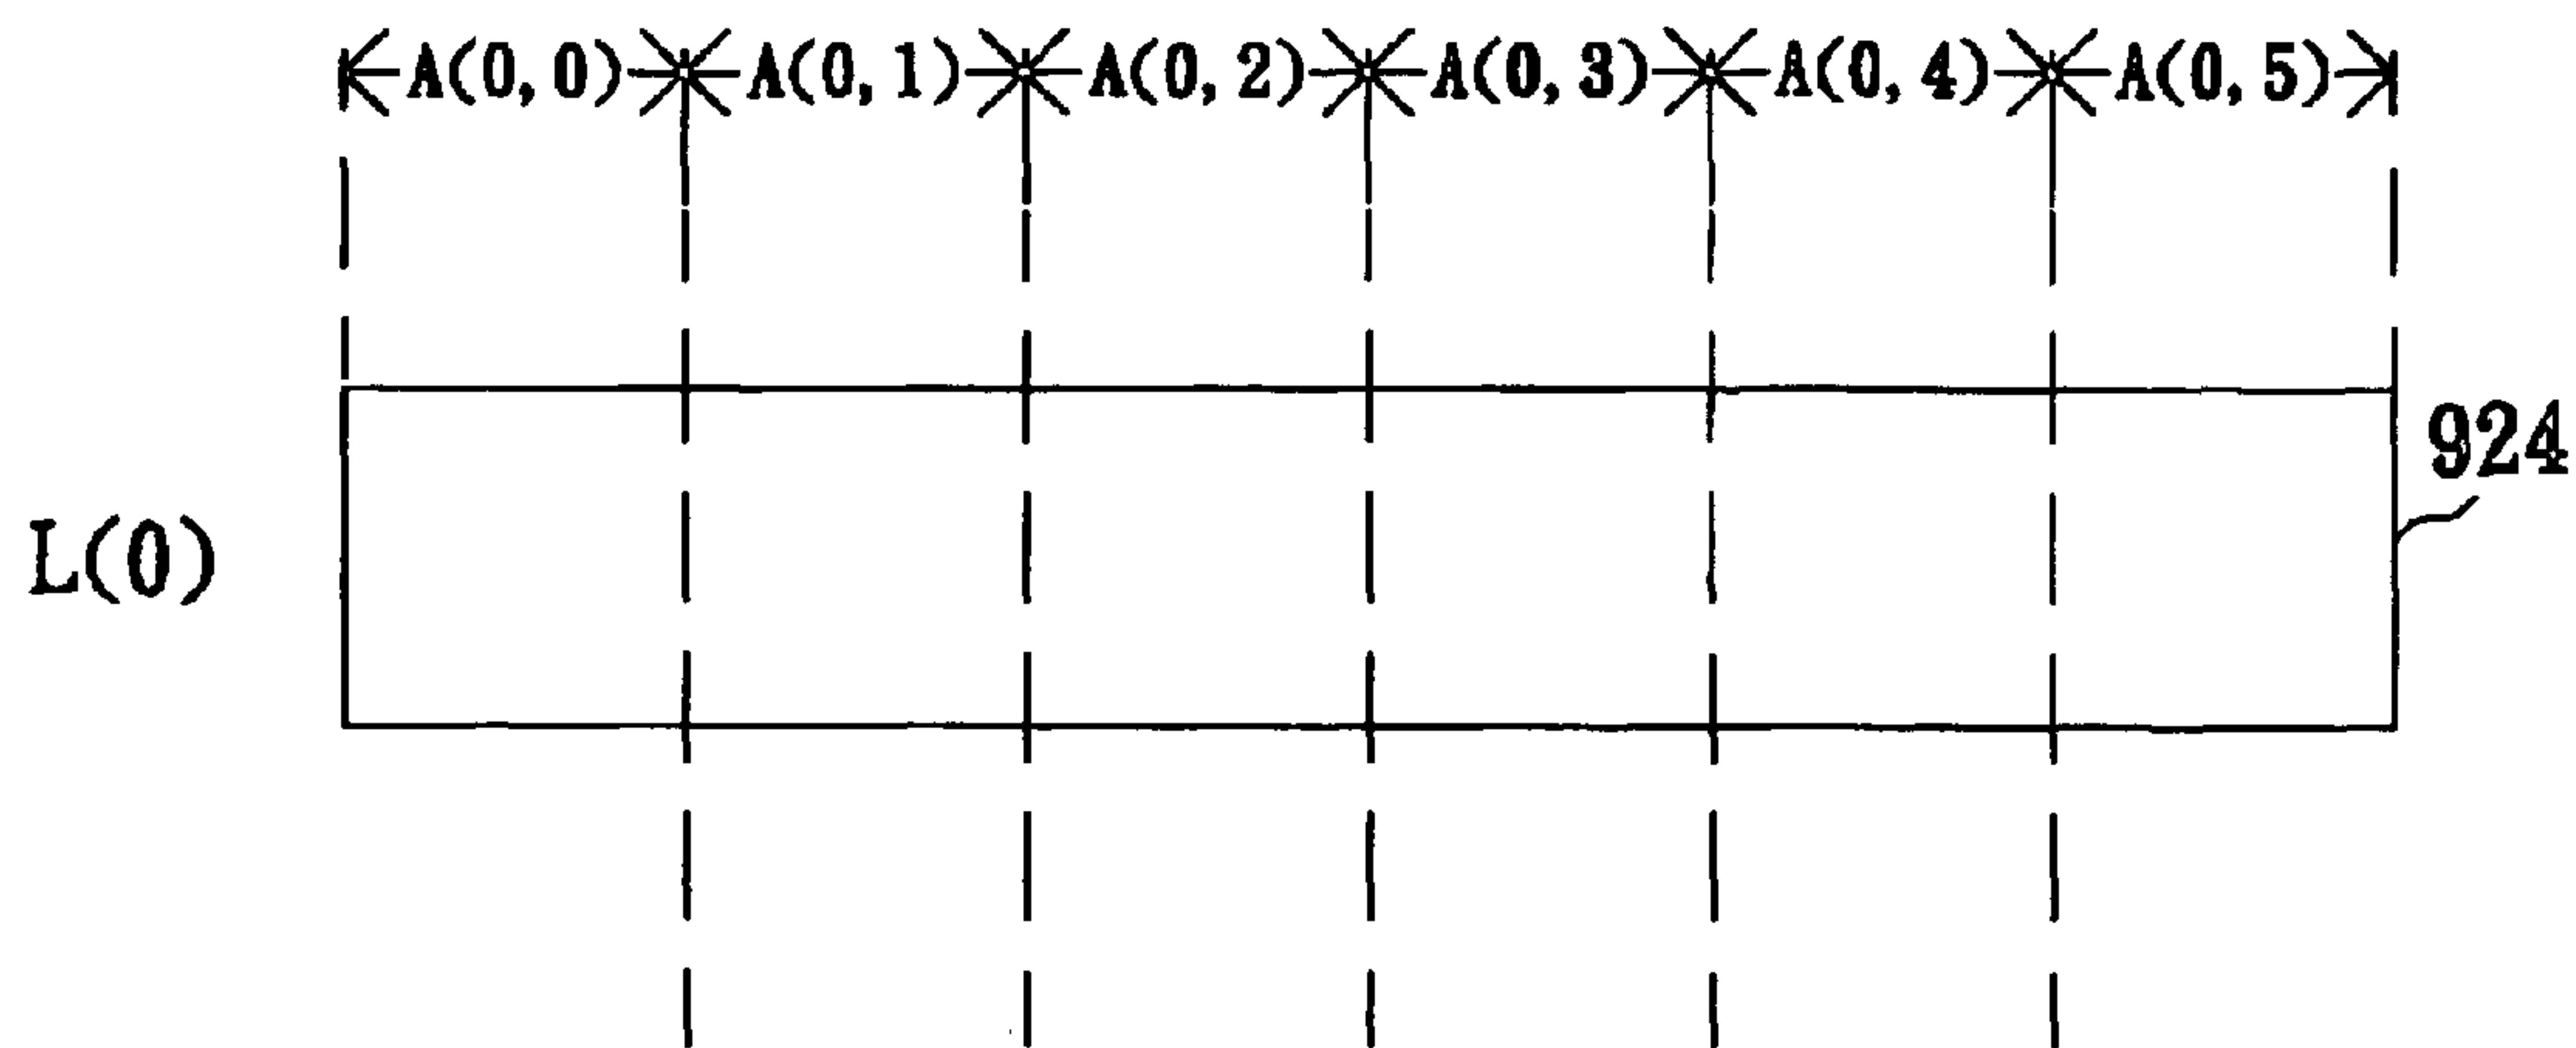 A(0, 0) A(0, 1) A(0, 2) A(0, 3) A(0, 4) A(0, 5)
924
L(0)